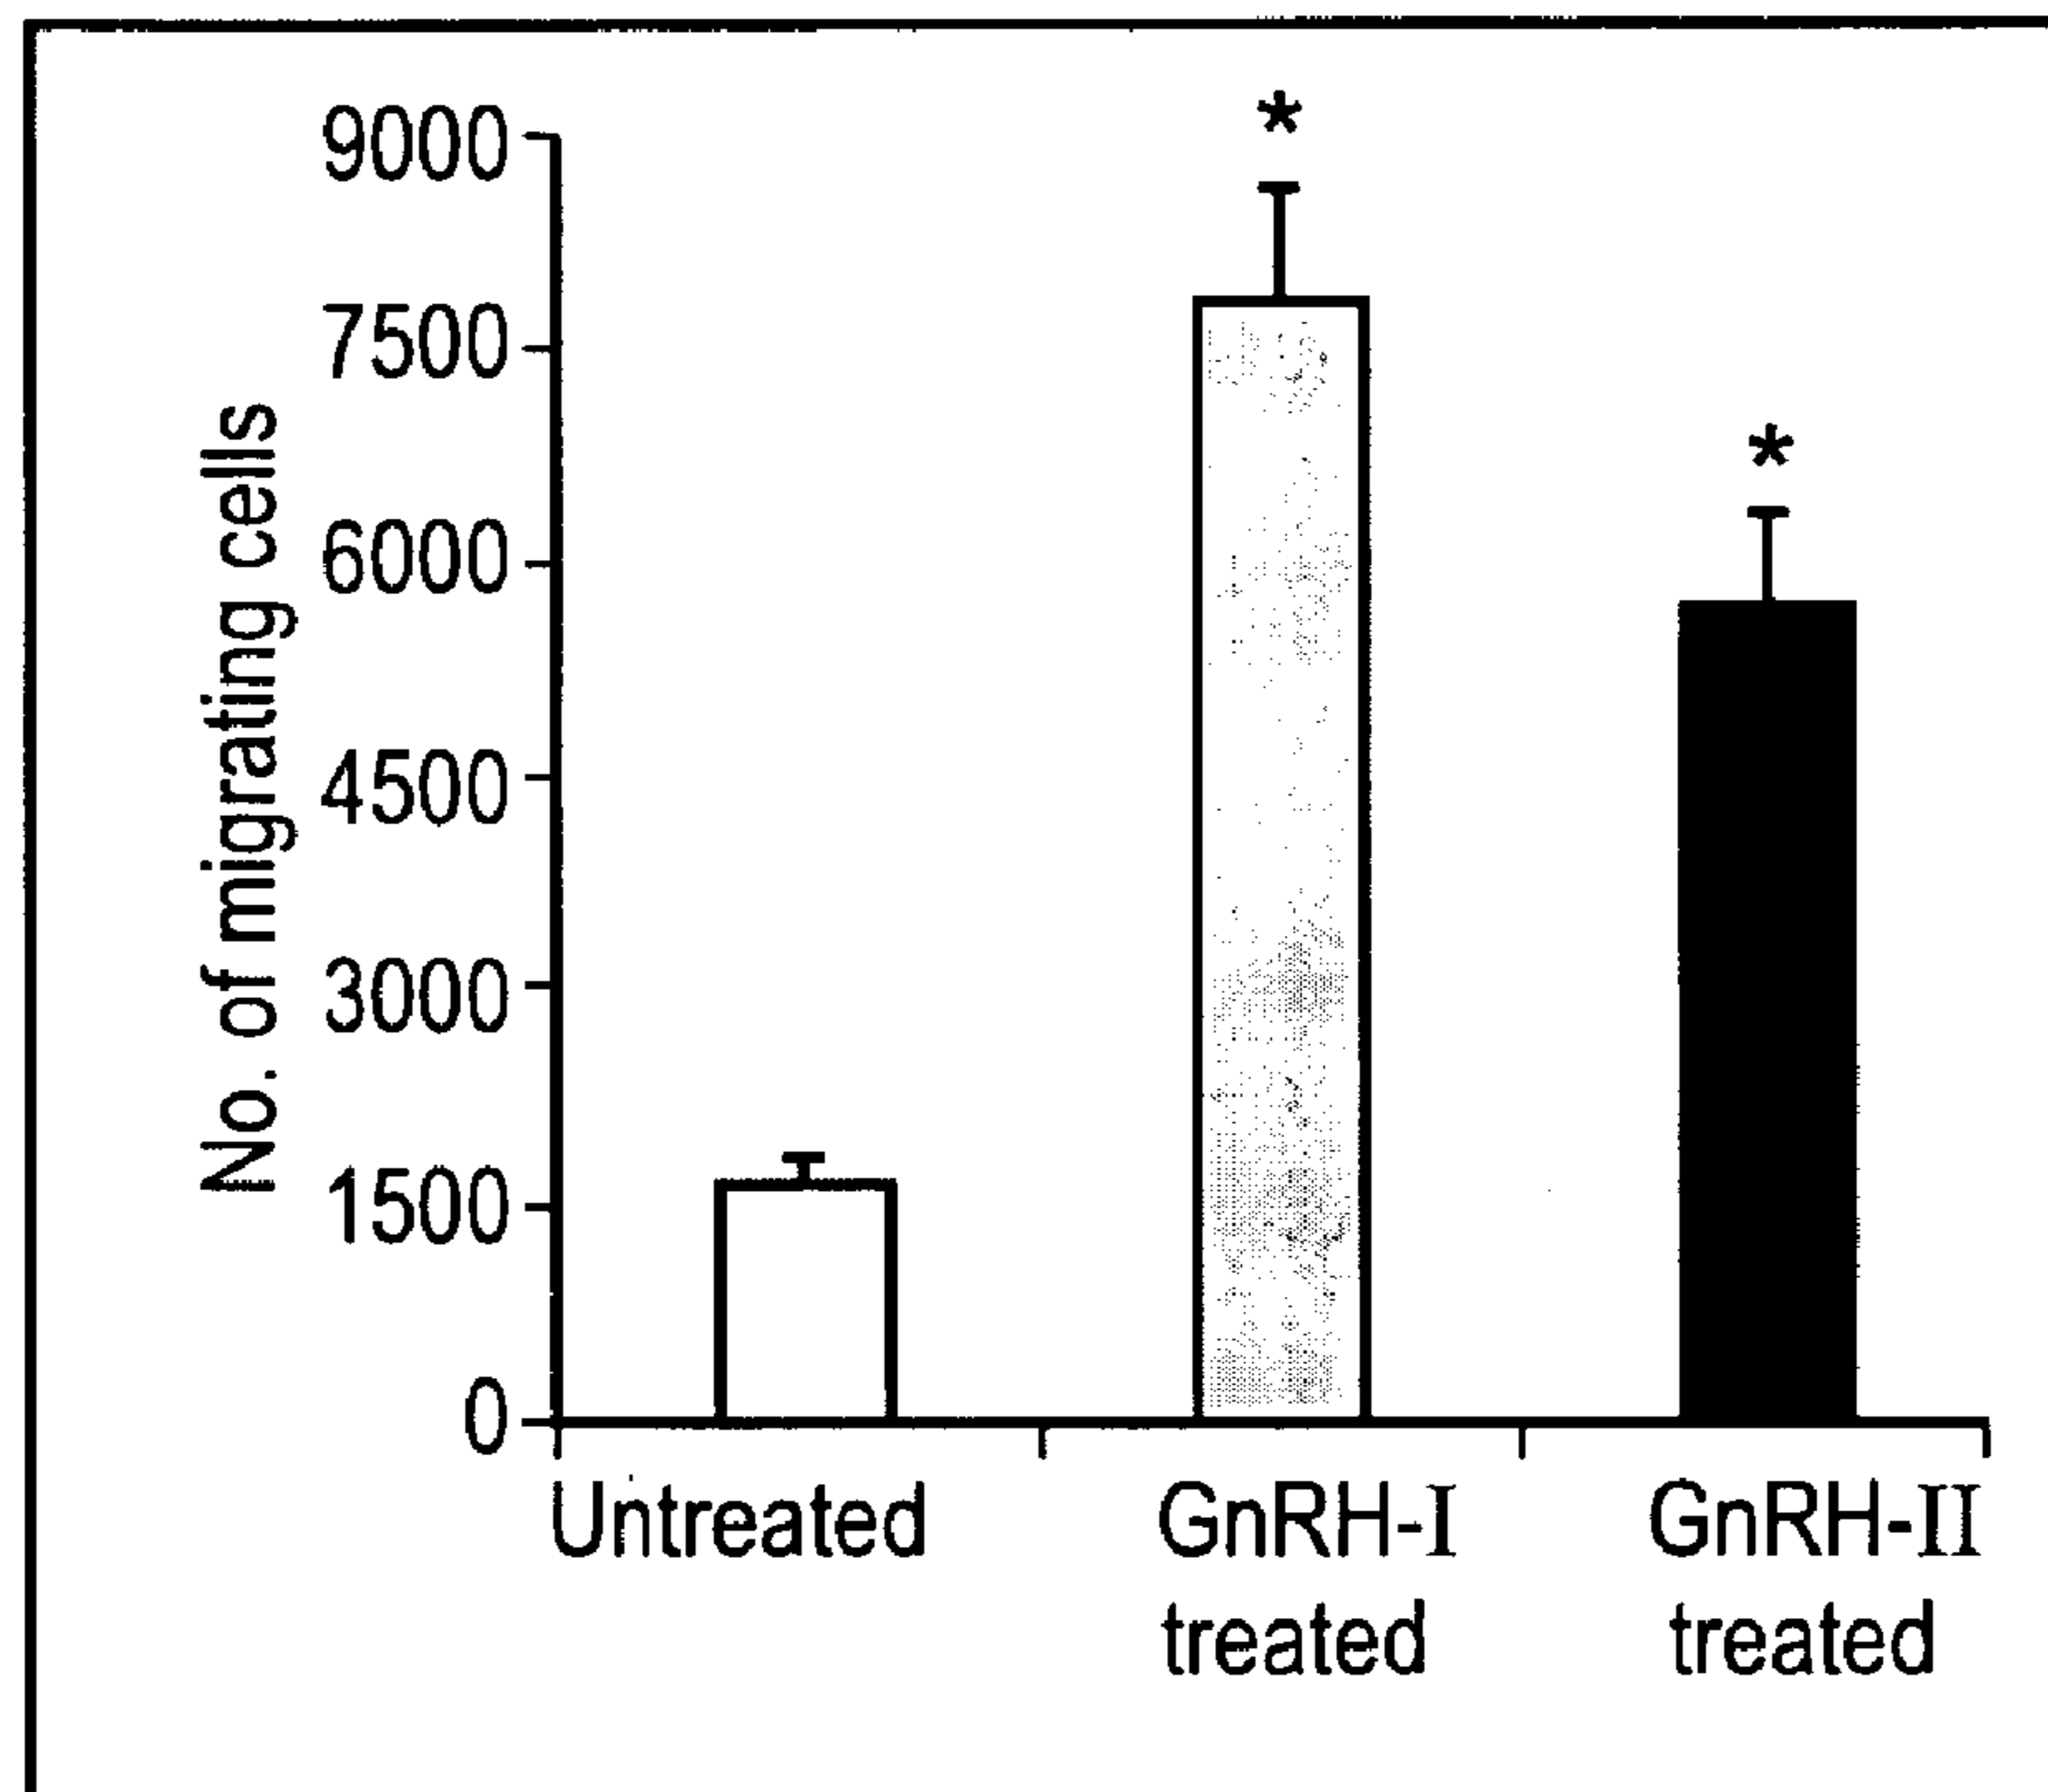 *
9000
7500
*
No. of migrating cells
6000
4500
3000
1500
0
Untreated
GnRH-I
treated
GnRH-II
treated